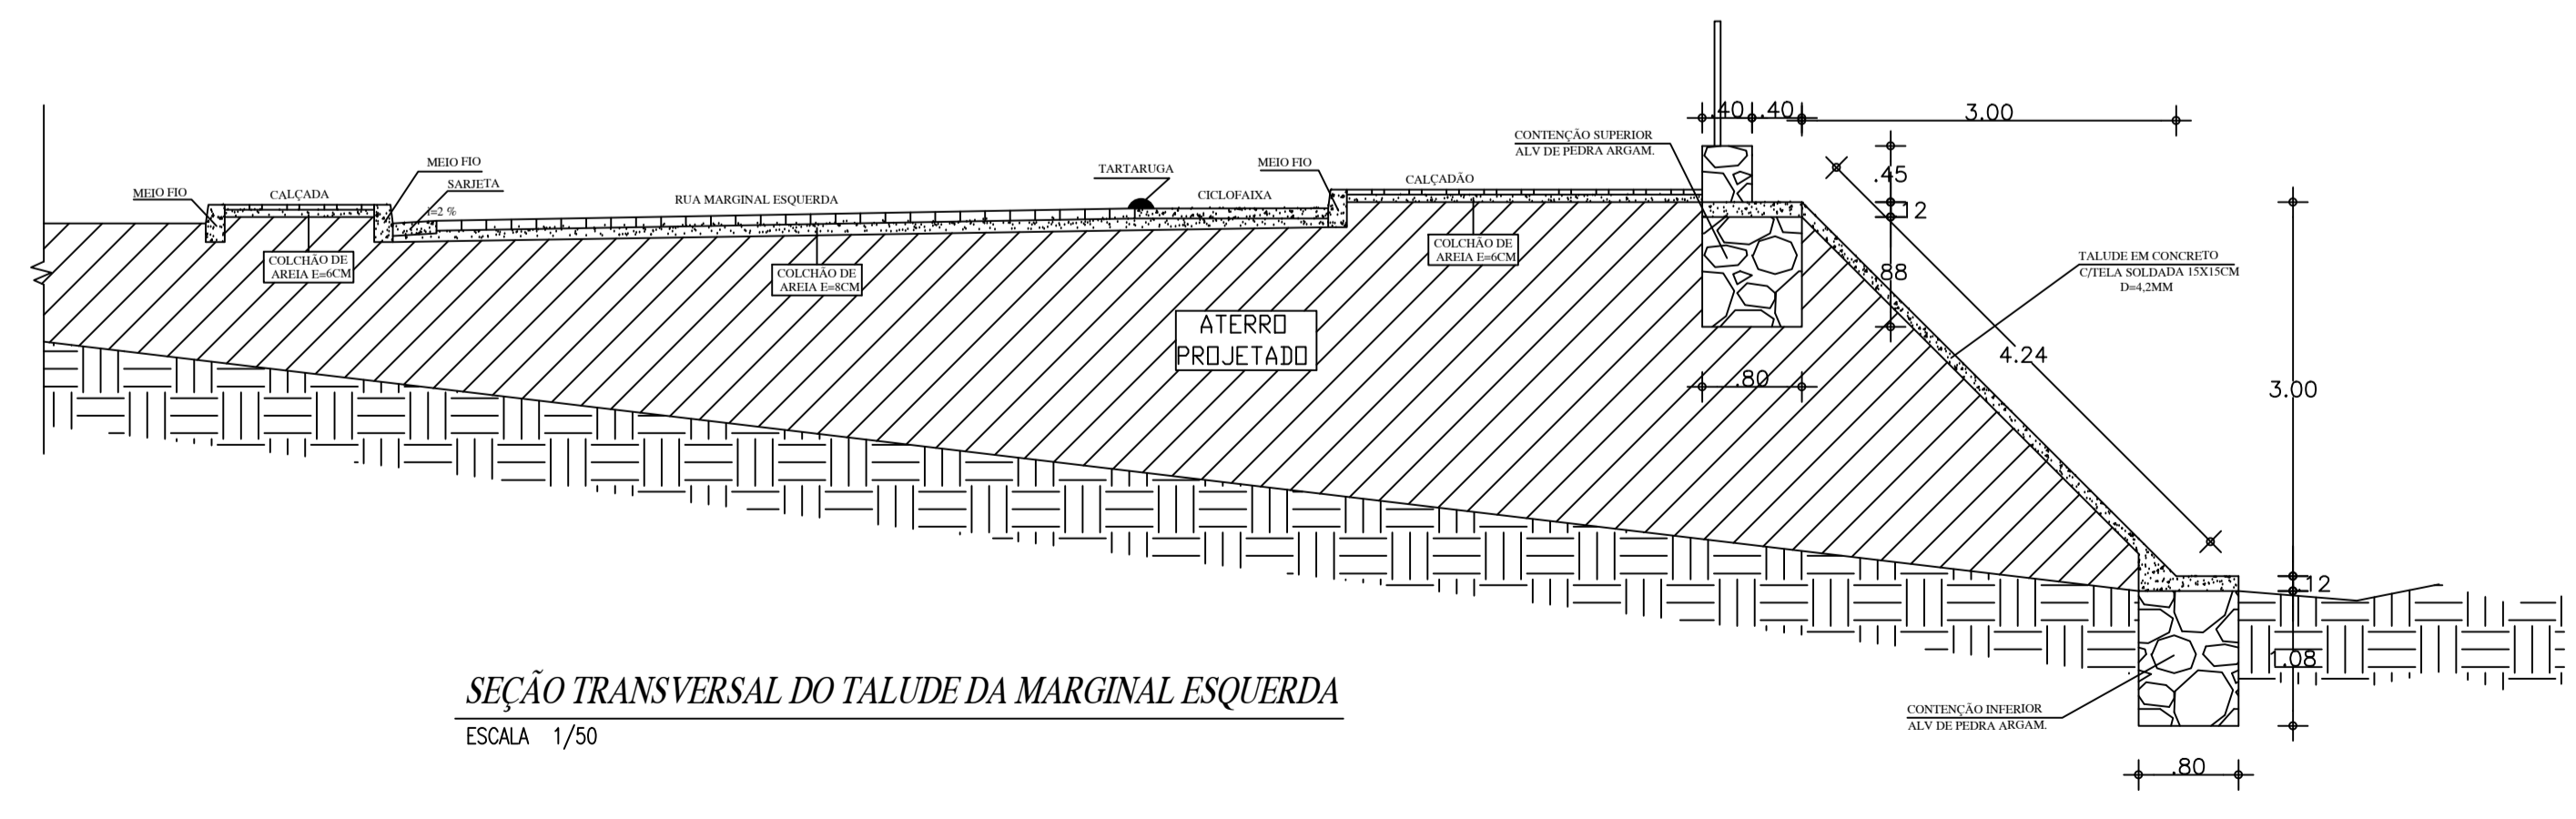 .40
.40
3.00
CONTENÇÃO SUPERIOR
ALV DE PEDRA ARGAM.
MEIO FIO
MEIO FIO
TARTARUGA
.45
CALÇADÃO
SARJETA
MEIO FIO
CALÇADA
RUA MARGINAL ESQUERDA
CICLOFAIXA
i=2 %
.12
COLCHÃO DE
AREIA E=6CM
COLCHÃO DE
AREIA E=8CM
COLCHÃO DE
AREIA E=6CM
.88
TALUDE EM CONCRETO
C/TELA SOLDADA 15X15CM
D=4,2MM
ATERRO
PROJETADO
4.24
.80
3.00
.12
1.08
SEÇÃO TRANSVERSAL DO TALUDE DA MARGINAL ESQUERDA
ESCALA 1/50
CONTENÇÃO INFERIOR
ALV DE PEDRA ARGAM.
.80